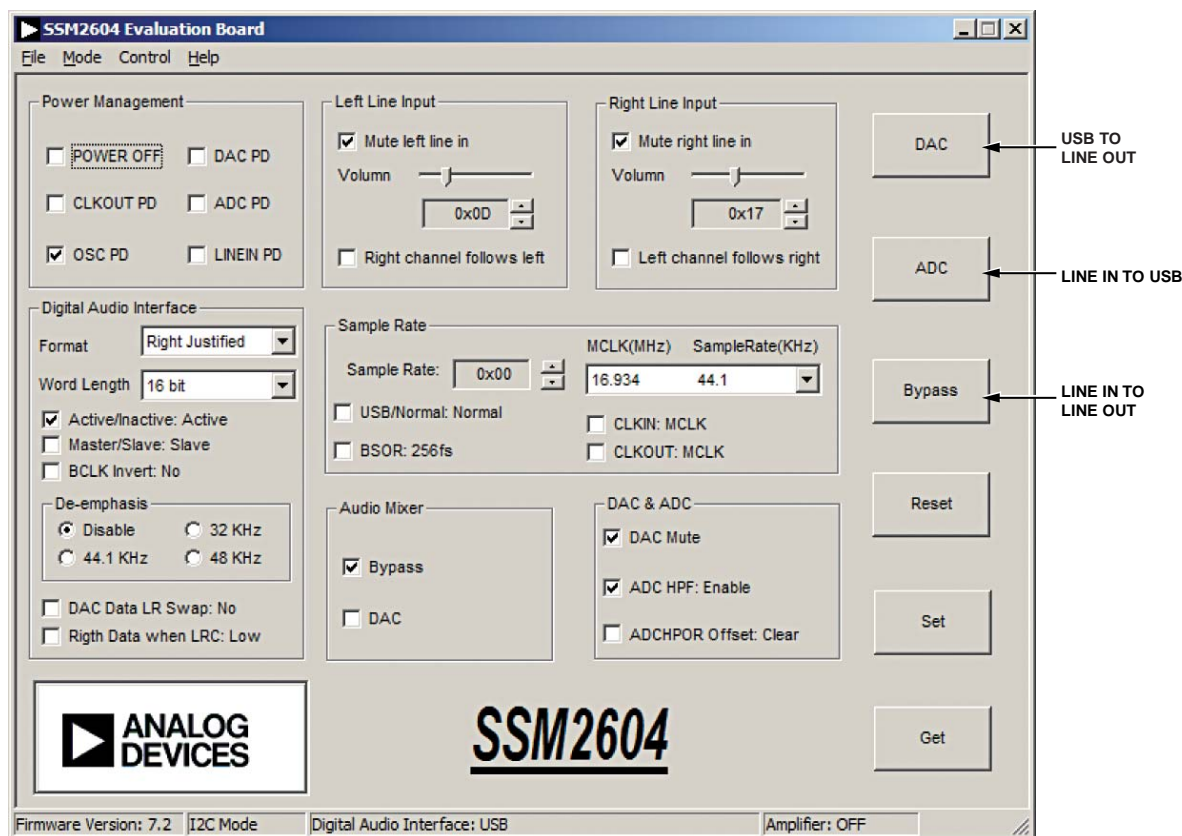 SSM2604 Evaluation Board
File Mode Control Help
Power Management
POWER OFF
DAC PD
CLKOUT PD
ADC PD
OSC PD
LINEIN PD
Left Line Input
Mute left line in
Volumn
0x0D
Right channel follows left
Right Line Input
Mute right line in
Volumn
0x17
Left channel follows right
DAC
USB TO
LINE OUT
ADC
LINE IN TO USB
Bypass
LINE IN TO
LINE OUT
Reset
Set
Get
Digital Audio Interface
Format
Right Justified
Word Length
16 bit
Active/Inactive: Active
Master/Slave: Slave
BCLK Invert: No
De-emphasis
Disable
32 KHz
44.1 KHz
48 KHz
DAC Data LR Swap: No
Rigth Data when LRC: Low
Sample Rate
Sample Rate:
0x00
MCLK(MHz) SampleRate(KHz)
16.934 44.1
USB/Normal: Normal
BSOR: 256fs
CLKIN: MCLK
CLKOUT: MCLK
Audio Mixer
Bypass
DAC
DAC & ADC
DAC Mute
ADC HPF: Enable
ADCHPOR Offset: Clear
ANALOG
DEVICES
SSM2604
Firmware Version: 7.2
I2C Mode
Digital Audio Interface: USB
Amplifier: OFF